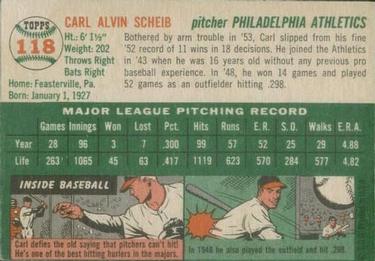 TOPPS
118
CARL ALVIN SCHEIB pitcher PHILADELPHIA ATHLETICS
Ht.: 6' 1½"
Weight: 202
Throws Right
Bats Right
Home: Feasterville, Pa.
Born: January 1, 1927
Bothered by arm trouble in '53, Carl slipped from his fine
'52 record of 11 wins in 18 decisions. He joined the Athletics
in '43 when he was 16 years old without any previous pro
baseball experience. In '48, he won 14 games and played
52 games as an outfielder hitting .298.
MAJOR LEAGUE PITCHING RECORD
Games Innings Won Lost Pct. Hits Runs E.R. S.O. Walks E.R.A.
Year 28 96 3 7 .300 99 57 52 25 29 4.88
Life 263 1065 45 63 .417 1119 623 570 284 577 4.82
INSIDE BASEBALL
Carl defies the old saying that pitchers can't hit!
He's one of the best hitting hurlers in the majors.
In 1948 he also played the outfield and hit .298.